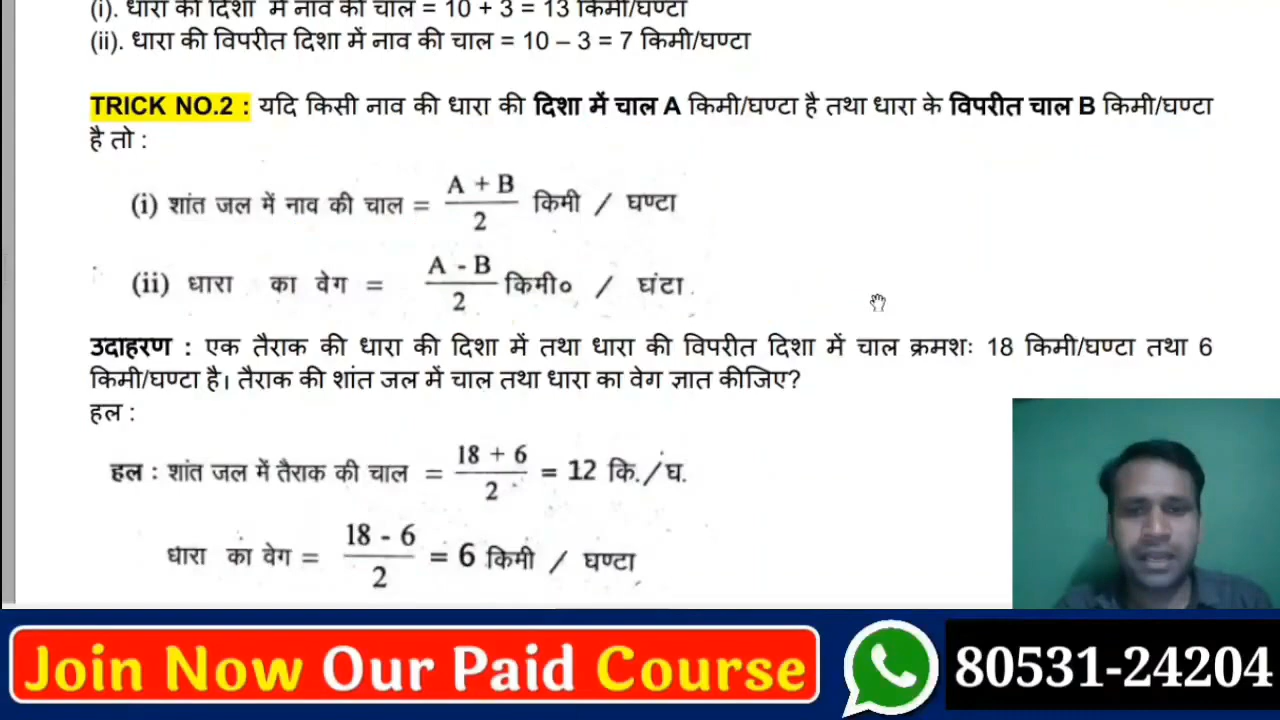 (i). धारा की दिशा में नाव की चाल = 10 + 3 = 13 किमी/घण्टा
(ii). धारा की विपरीत दिशा में नाव की चाल = 10 – 3 = 7 किमी/घण्टा
TRICK NO.2 : यदि किसी नाव की धारा की दिशा में चाल A किमी/घण्टा है तथा धारा के विपरीत चाल B किमी/घण्टा
है तो :
(i) शांत जल में नाव की चाल = A + B / 2 किमी / घण्टा
(ii) धारा का वेग = A - B / 2 किमी० / घंटा
उदाहरण : एक तैराक की धारा की दिशा में तथा धारा की विपरीत दिशा में चाल क्रमशः 18 किमी/घण्टा तथा 6
किमी/घण्टा है। तैराक की शांत जल में चाल तथा धारा का वेग ज्ञात कीजिए?
हल :
हल : शांत जल में तैराक की चाल = 18 + 6 / 2 = 12 कि./घ.
धारा का वेग = 18 - 6 / 2 = 6 किमी / घण्टा
Join Now Our Paid Course 80531-24204